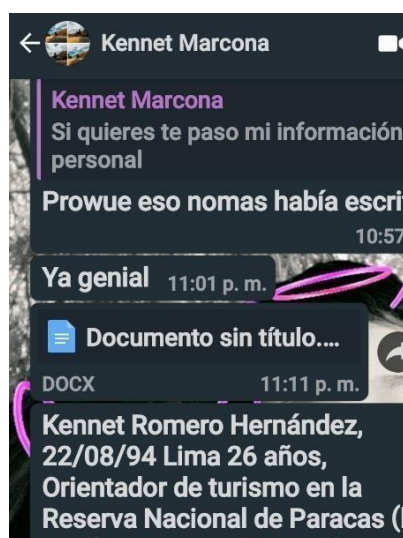 Kennet Marcona
Kennet Marcona
Si quieres te paso mi información
personal
Prowue eso nomas había escri
10:57
Ya genial 11:01 p. m.
Documento sin título....
DOCX 11:11 p. m.
Kennet Romero Hernández,
22/08/94 Lima 26 años,
Orientador de turismo en la
Reserva Nacional de Paracas (